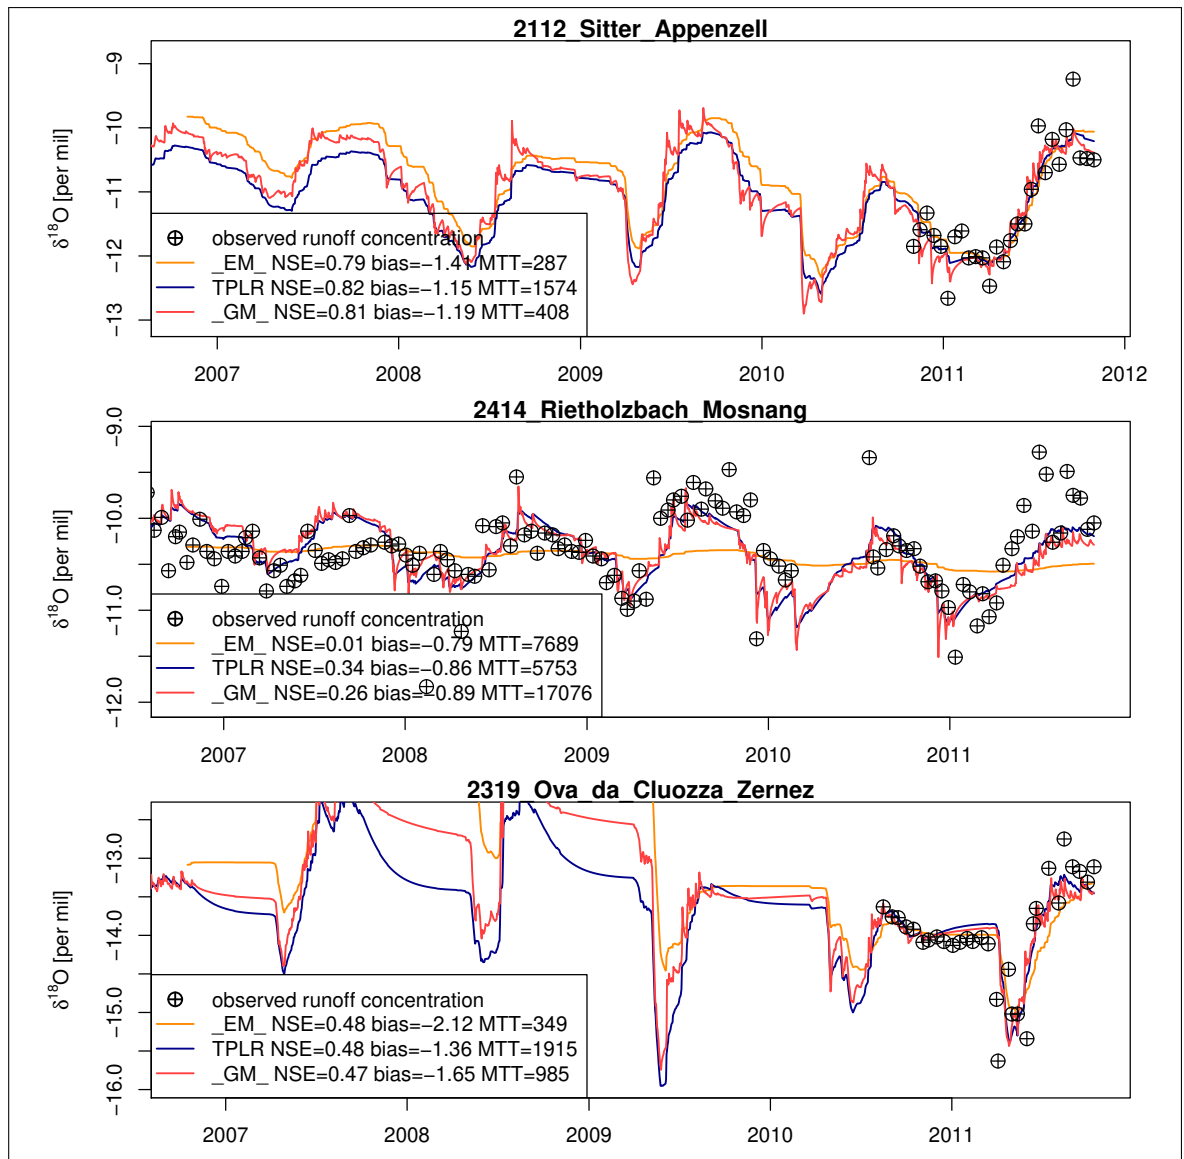 2112_Sitter_Appenzell
−9
−10
−11
−12
−13
δ18O [per mil]
observed runoff concentration
_EM_ NSE=0.79 bias=−1.41 MTT=287
TPLR NSE=0.82 bias=−1.15 MTT=1574
_GM_ NSE=0.81 bias=−1.19 MTT=408
2007 2008 2009 2010 2011 2012
2414_Rietholzbach_Mosnang
−9.0
−10.0
−11.0
−12.0
δ18O [per mil]
observed runoff concentration
_EM_ NSE=0.01 bias=−0.79 MTT=7689
TPLR NSE=0.34 bias=−0.86 MTT=5753
_GM_ NSE=0.26 bias=−0.89 MTT=17076
2007 2008 2009 2010 2011
2319_Ova_da_Cluozza_Zernez
−13.0
−14.0
−15.0
−16.0
δ18O [per mil]
observed runoff concentration
_EM_ NSE=0.48 bias=−2.12 MTT=349
TPLR NSE=0.48 bias=−1.36 MTT=1915
_GM_ NSE=0.47 bias=−1.65 MTT=985
2007 2008 2009 2010 2011